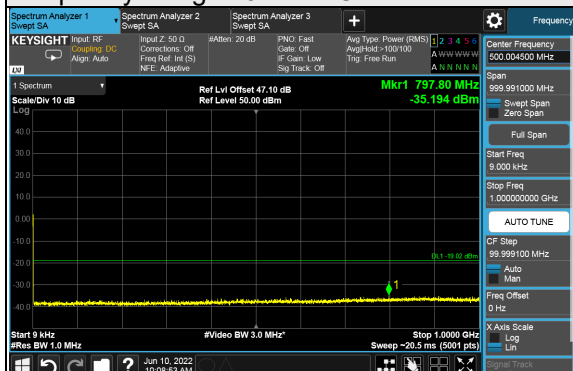 Spectrum Analyzer 1
Swept SA
Spectrum Analyzer 2
Swept SA
Spectrum Analyzer 3
Swept SA
Frequency
KEYSIGHT
Input: RF
Coupling: DC
Align: Auto
Input Z: 50 Ω
Corrections: Off
Freq Ref: Int (S)
NFE: Adaptive
#Atten: 20 dB
PNO: Fast
Gate: Off
IF Gain: Low
Sig Track: Off
Avg Type: Power (RMS)
Avg|Hold:>100/100
Trig: Free Run
1 2 3 4 5 6
A W W W W W
A N N N N N
LXI
1 Spectrum
Scale/Div 10 dB
Log
Ref Lvl Offset 47.10 dB
Ref Level 50.00 dBm
Mkr1 797.80 MHz
-35.194 dBm
40.0
30.0
20.0
10.0
0.00
-10.0
-20.0
-30.0
-40.0
DL1 -19.02 dBm
1
Start 9 kHz
#Res BW 1.0 MHz
#Video BW 3.0 MHz*
Stop 1.0000 GHz
Sweep ~20.5 ms (5001 pts)
Jun 10, 2022
10:08:53 AM
Center Frequency
500.004500 MHz
Span
999.991000 MHz
Swept Span
Zero Span
Full Span
Start Freq
9.000 kHz
Stop Freq
1.000000000 GHz
AUTO TUNE
CF Step
99.999100 MHz
Auto
Man
Freq Offset
0 Hz
X Axis Scale
Log
Lin
Signal Track